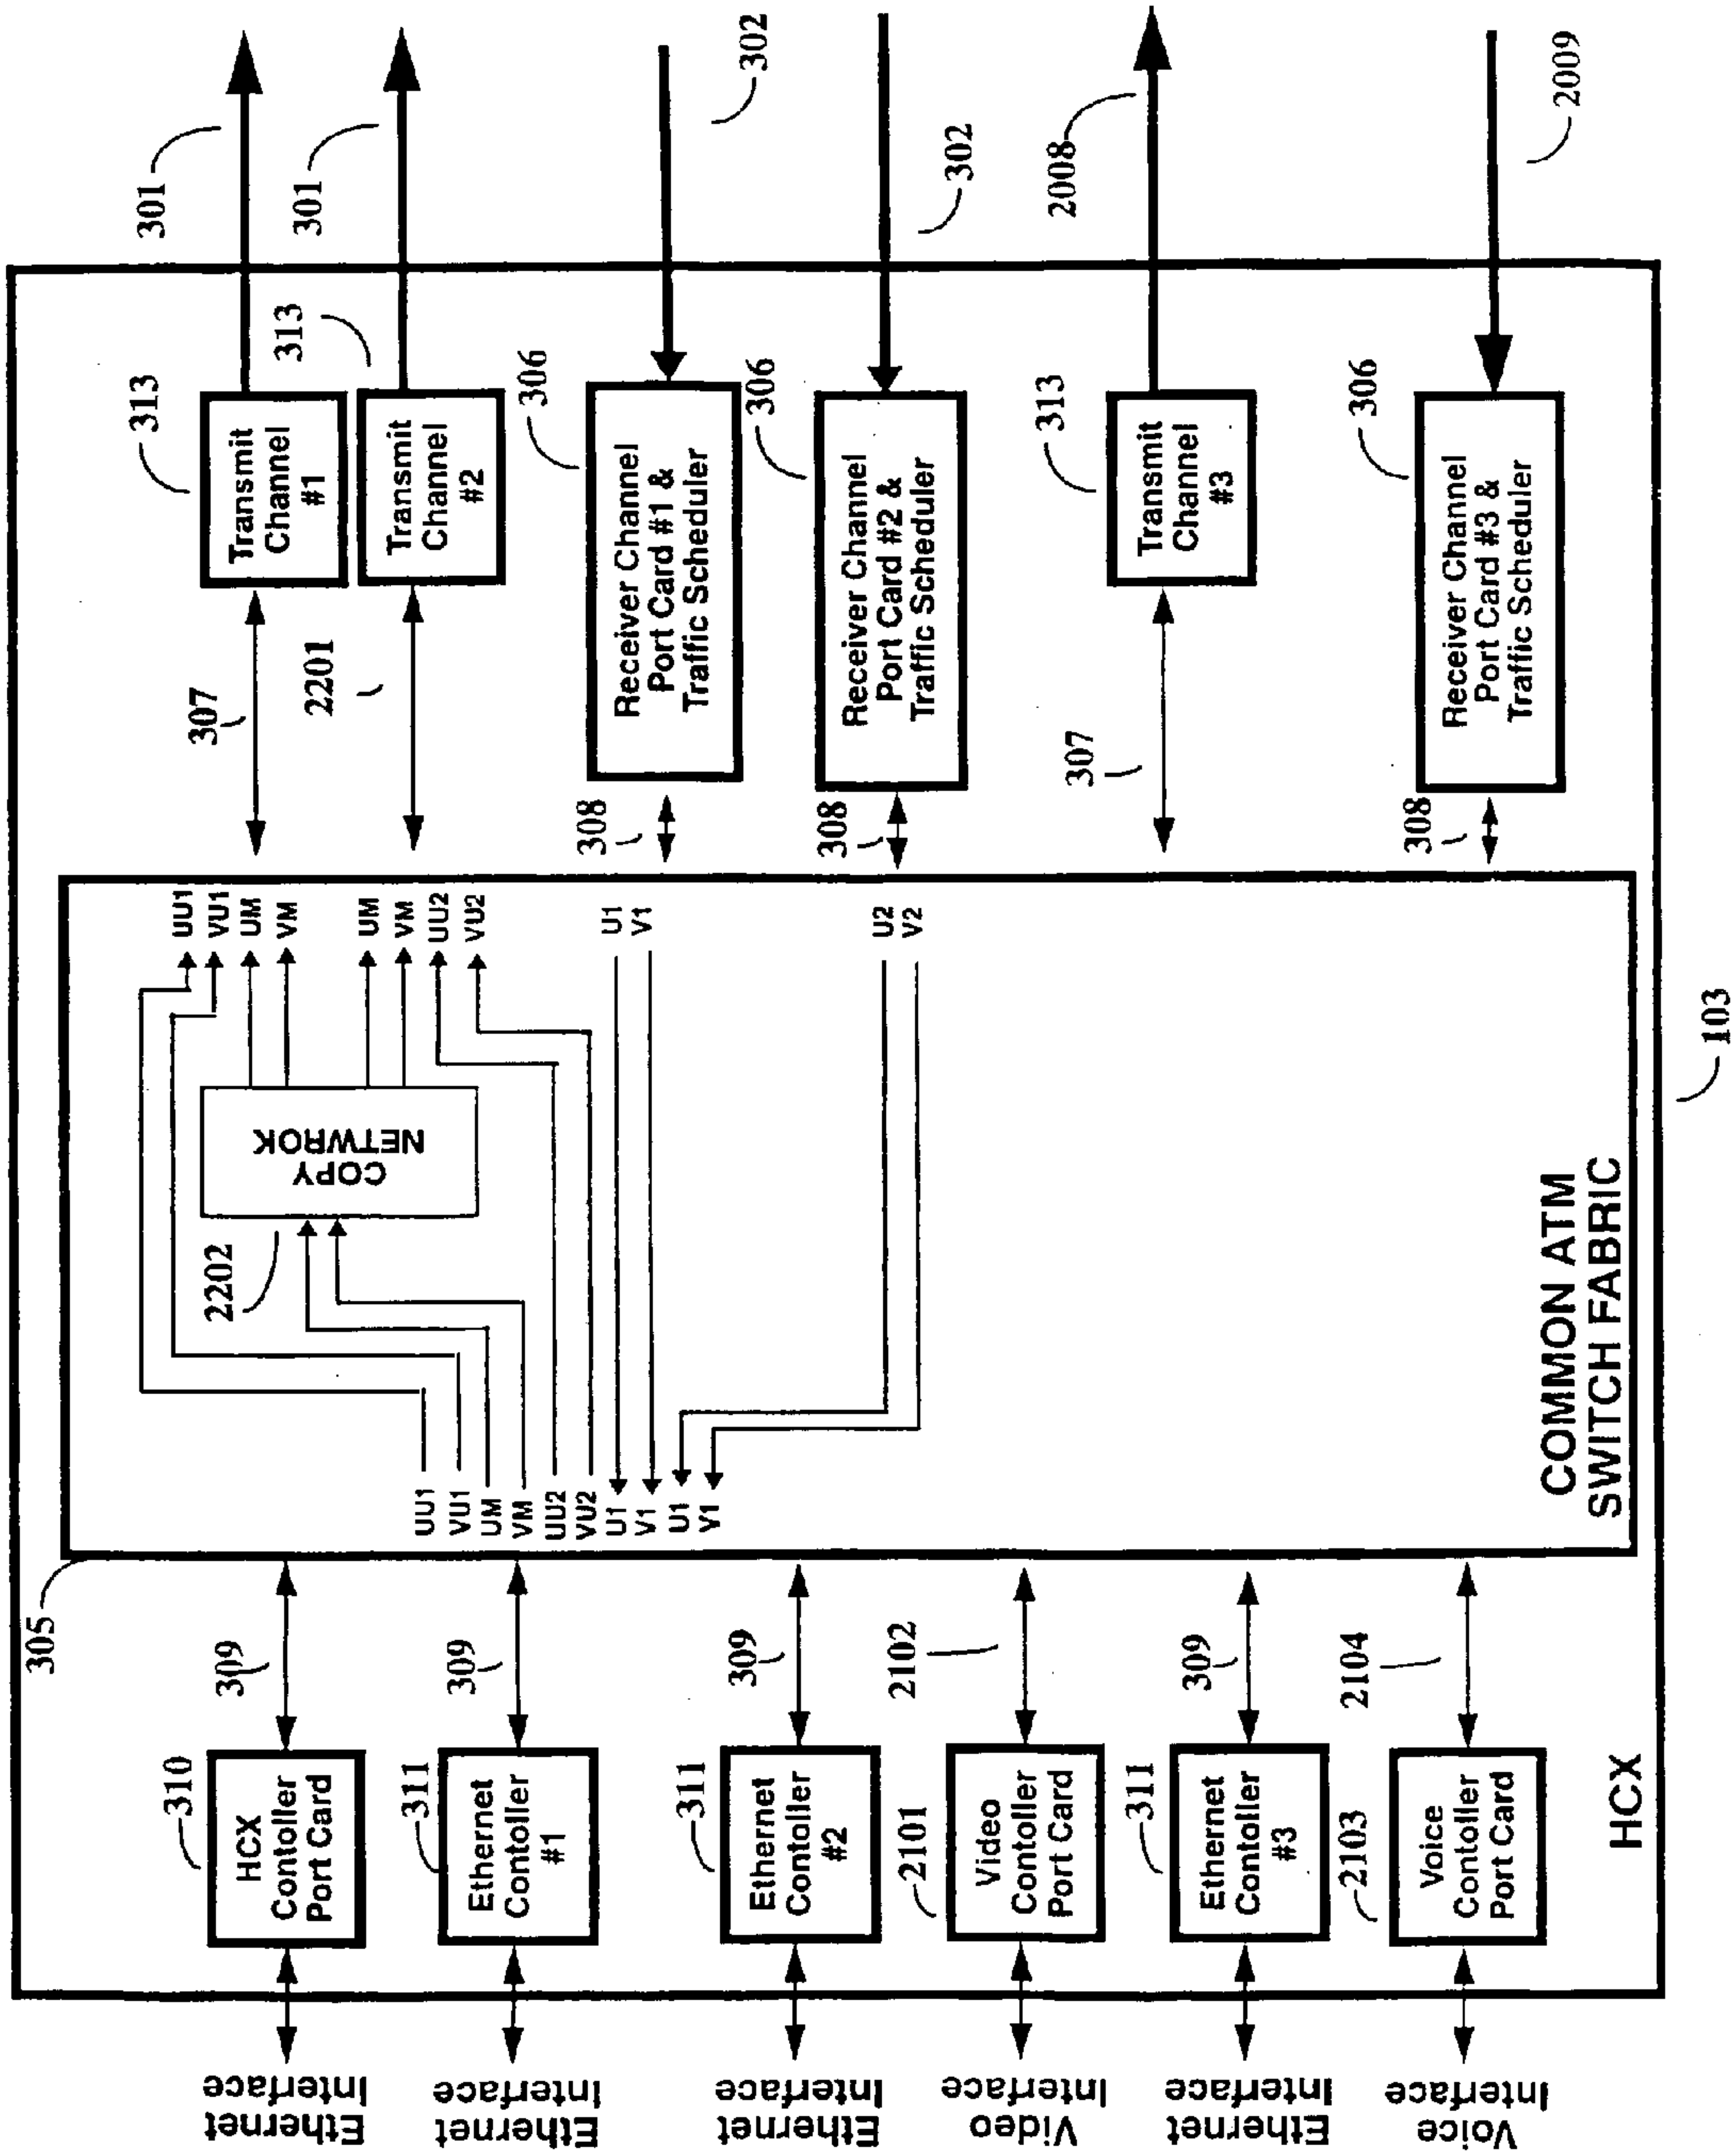 Ethernet
Interface
310
HCX
Contoller
Port Card
309
Ethernet
Interface
311
Ethernet
Contoller
#1
309
Ethernet
Interface
311
Ethernet
Contoller
#2
309
Video
Interface
2101
Video
Contoller
Port Card
2102
Ethernet
Interface
311
Ethernet
Contoller
#3
309
Voice
Interface
2103
Voice
Contoller
Port Card
2104
HCX
305
UU1
VU1
UM
VM
UU2
VU2
U1
V1
U1
Y1
2202
COPY
NETWROK
UU1
VU1
UM
VM
UM
VM
UU2
VU2
U1
V1
U2
V2
COMMON ATM
SWITCH FABRIC
103
307
313
Transmit
Channel
#1
301
2201
313
Transmit
Channel
#2
301
308
306
Receiver Channel
Port Card #1 &
Traffic Scheduler
302
308
306
Receiver Channel
Port Card #2 &
Traffic Scheduler
302
307
313
Transmit
Channel
#3
2008
308
306
Receiver Channel
Port Card #3 &
Traffic Scheduler
2009